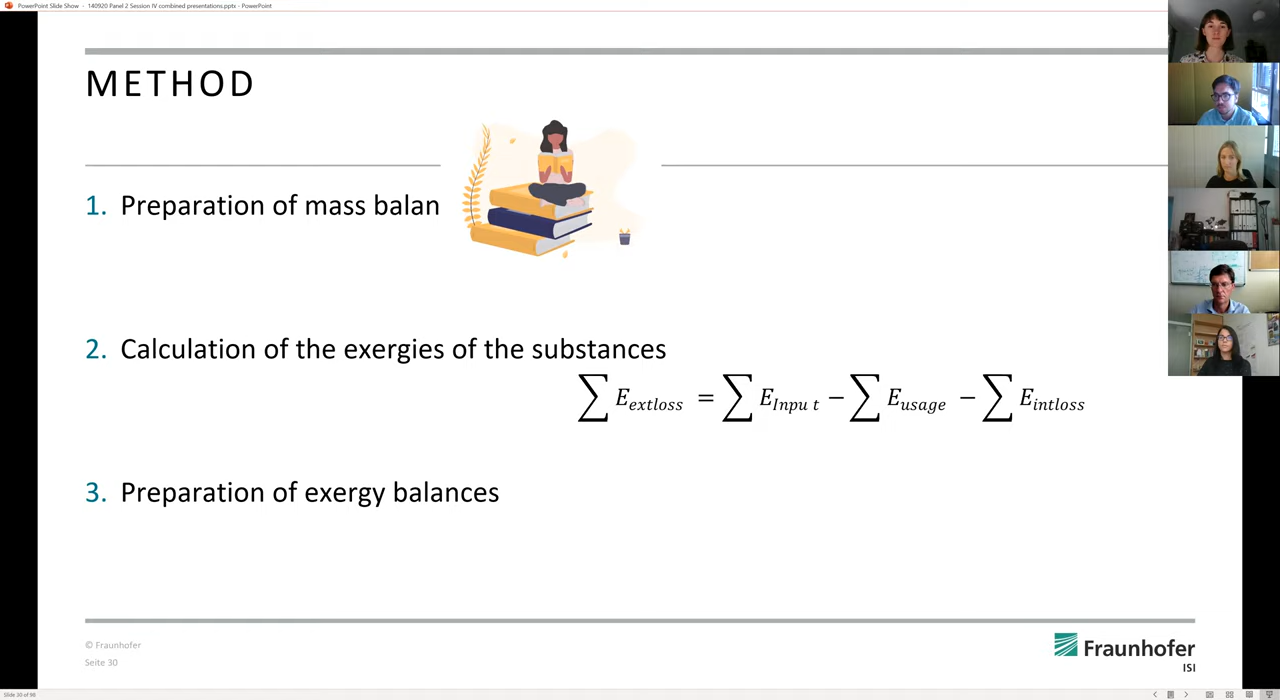 PowerPoint Slide Show - 140920 Panel 2 Session IV combined presentations.pptx - PowerPoint
METHOD
1. Preparation of mass balan
2. Calculation of the exergies of the substances
∑ E_extloss = ∑ E_Inpu t − ∑ E_usage − ∑ E_intloss
3. Preparation of exergy balances
© Fraunhofer
Seite 30
Fraunhofer
ISI
Slide 30 of 98